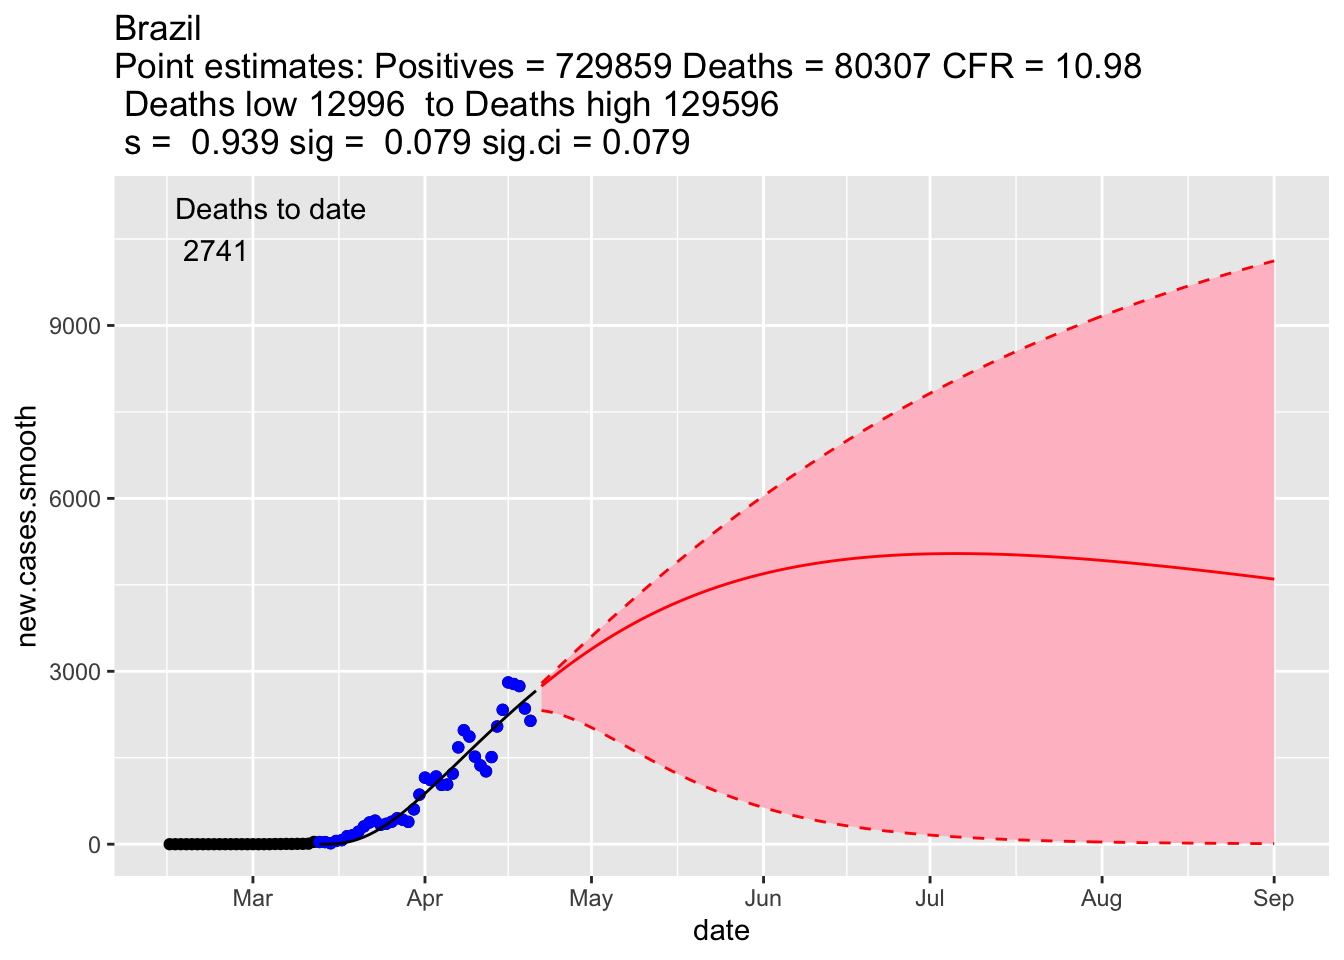 Brazil
Point estimates: Positives = 729859 Deaths = 80307 CFR = 10.98
Deaths low 12996  to Deaths high 129596
s =  0.939 sig =  0.079 sig.ci = 0.079
Deaths to date
2741
9000
6000
3000
0
new.cases.smooth
Mar Apr May Jun Jul Aug Sep
date